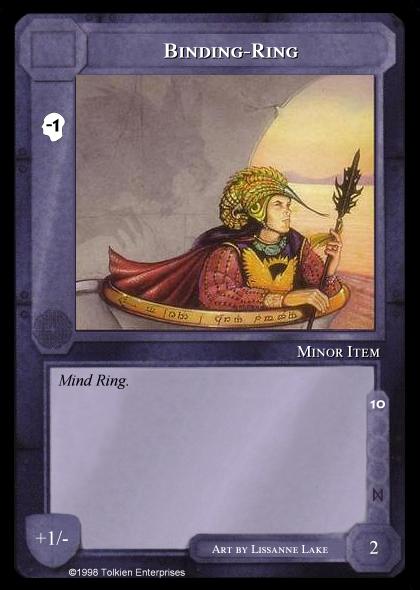 Binding-Ring
-1
Minor Item
Mind Ring.
10
+1/-
Art by Lissanne Lake
2
©1998 Tolkien Enterprises